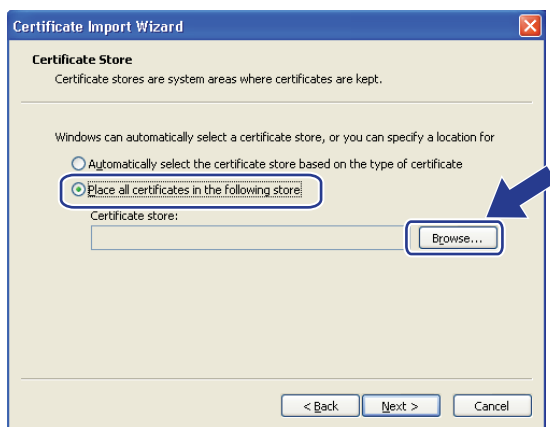 Certificate Import Wizard
Certificate Store
Certificate stores are system areas where certificates are kept.
Windows can automatically select a certificate store, or you can specify a location for
Automatically select the certificate store based on the type of certificate
Place all certificates in the following store
Certificate store:
Browse...
< Back
Next >
Cancel